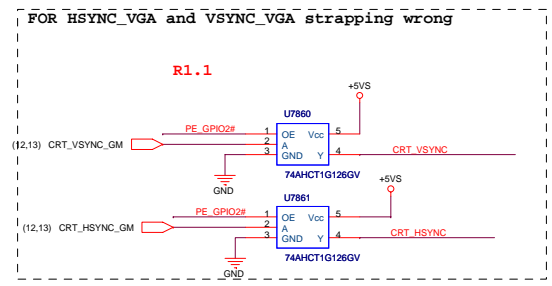 FOR HSYNC_VGA and VSYNC_VGA strapping wrong
R1.1
+5VS
U7860
PE_GPIO2# 1 OE Vcc 5
(12,13) CRT_VSYNC_GM 2 A
3 GND Y 4 CRT_VSYNC
74AHCT1G126GV
GND
+5VS
U7861
PE_GPIO2# 1 OE Vcc 5
(12,13) CRT_HSYNC_GM 2 A
3 GND Y 4 CRT_HSYNC
74AHCT1G126GV
GND